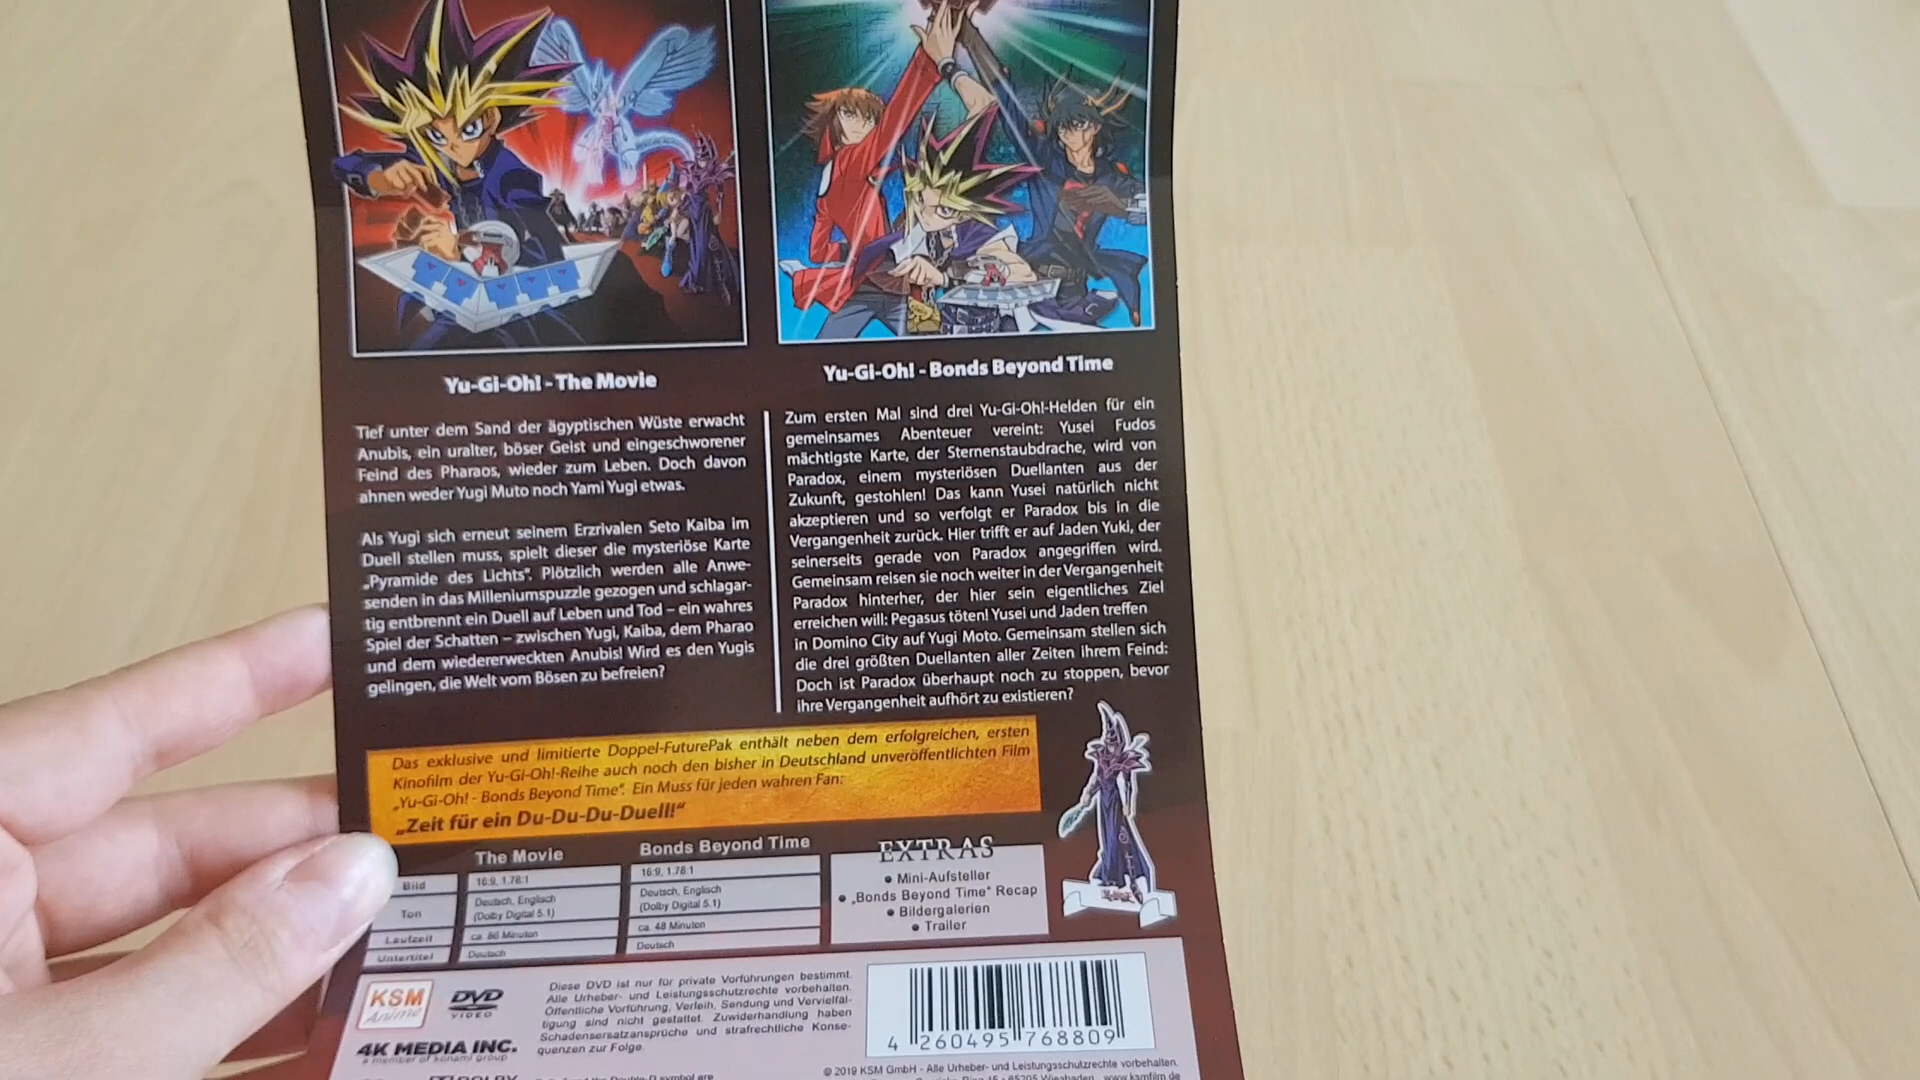 Yu-Gi-Oh! - The Movie
Tief unter dem Sand der ägyptischen Wüste erwacht
Anubis, ein uralter, böser Geist und eingeschworener
Feind des Pharaos, wieder zum Leben. Doch davon
ahnen weder Yugi Muto noch Yami Yugi etwas.
Als Yugi sich erneut seinem Erzrivalen Seto Kaiba im
Duell stellen muss, spielt dieser die mysteriöse Karte
„Pyramide des Lichts“. Plötzlich werden alle Anwe-
senden in das Milleniumspuzzle gezogen und schlagar-
tig entbrennt ein Duell auf Leben und Tod – ein wahres
Spiel der Schatten – zwischen Yugi, Kaiba, dem Pharao
und dem wiedererweckten Anubis! Wird es den Yugis
gelingen, die Welt vom Bösen zu befreien?
Yu-Gi-Oh! - Bonds Beyond Time
Zum ersten Mal sind drei Yu-Gi-Oh!-Helden für ein
gemeinsames Abenteuer vereint: Yusei Fudos
mächtigste Karte, der Sternenstaubdrache, wird von
Paradox, einem mysteriösen Duellanten aus der
Zukunft, gestohlen! Das kann Yusei natürlich nicht
akzeptieren und so verfolgt er Paradox bis in die
Vergangenheit zurück. Hier trifft er auf Jaden Yuki, der
seinerseits gerade von Paradox angegriffen wird.
Gemeinsam reisen sie noch weiter in der Vergangenheit
Paradox hinterher, der hier sein eigentliches Ziel
erreichen will: Pegasus töten! Yusei und Jaden treffen
in Domino City auf Yugi Moto. Gemeinsam stellen sich
die drei größten Duellanten aller Zeiten ihrem Feind:
Doch ist Paradox überhaupt noch zu stoppen, bevor
ihre Vergangenheit aufhört zu existieren?
Das exklusive und limitierte Doppel-FuturePak enthält neben dem erfolgreichen, ersten
Kinofilm der Yu-Gi-Oh!-Reihe auch noch den bisher in Deutschland unveröffentlichten Film
„Yu-Gi-Oh! - Bonds Beyond Time“. Ein Muss für jeden wahren Fan:
„Zeit für ein Du-Du-Du-Duell!“
The Movie Bonds Beyond Time
Bild 16:9, 1.78:1 16:9, 1.78:1
Ton Deutsch, Englisch (Dolby Digital 5.1) Deutsch, Englisch (Dolby Digital 5.1)
Laufzeit ca. 86 Minuten ca. 48 Minuten
Untertitel Deutsch Deutsch
EXTRAS
• Mini-Aufsteller
• „Bonds Beyond Time“ Recap
• Bildergalerien
• Trailer
KSM
Anime
DVD
VIDEO
4K MEDIA INC.
a member of konami group
Diese DVD ist nur für private Vorführungen bestimmt.
Alle Urheber- und Leistungsschutzrechte vorbehalten.
Öffentliche Vorführung, Verleih, Sendung und Vervielfäl-
tigung sind nicht gestattet. Zuwiderhandlung haben
Schadensersatzansprüche und strafrechtliche Konse-
quenzen zur Folge.
4 260495 768809
© 2019 KSM GmbH - Alle Urheber- und Leistungsschutzrechte vorbehalten.
65205 Wiesbaden www.ksmfilm.de